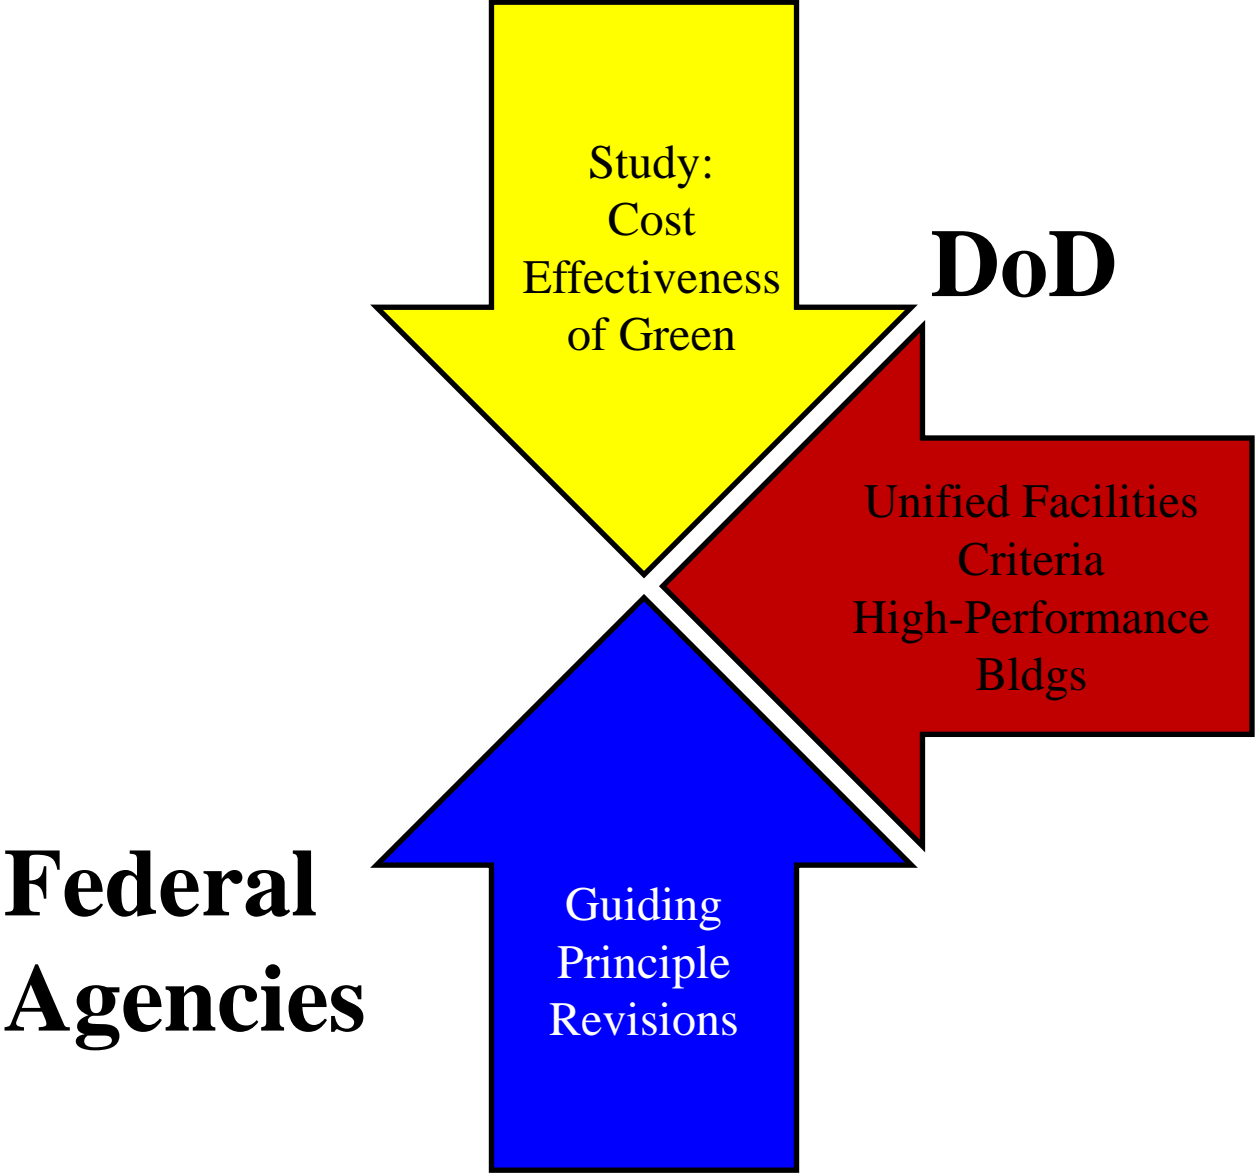 Study:
Cost
Effectiveness
of Green
DoD
Unified Facilities
Criteria
High-Performance
Bldgs
Federal
Agencies
Guiding
Principle
Revisions